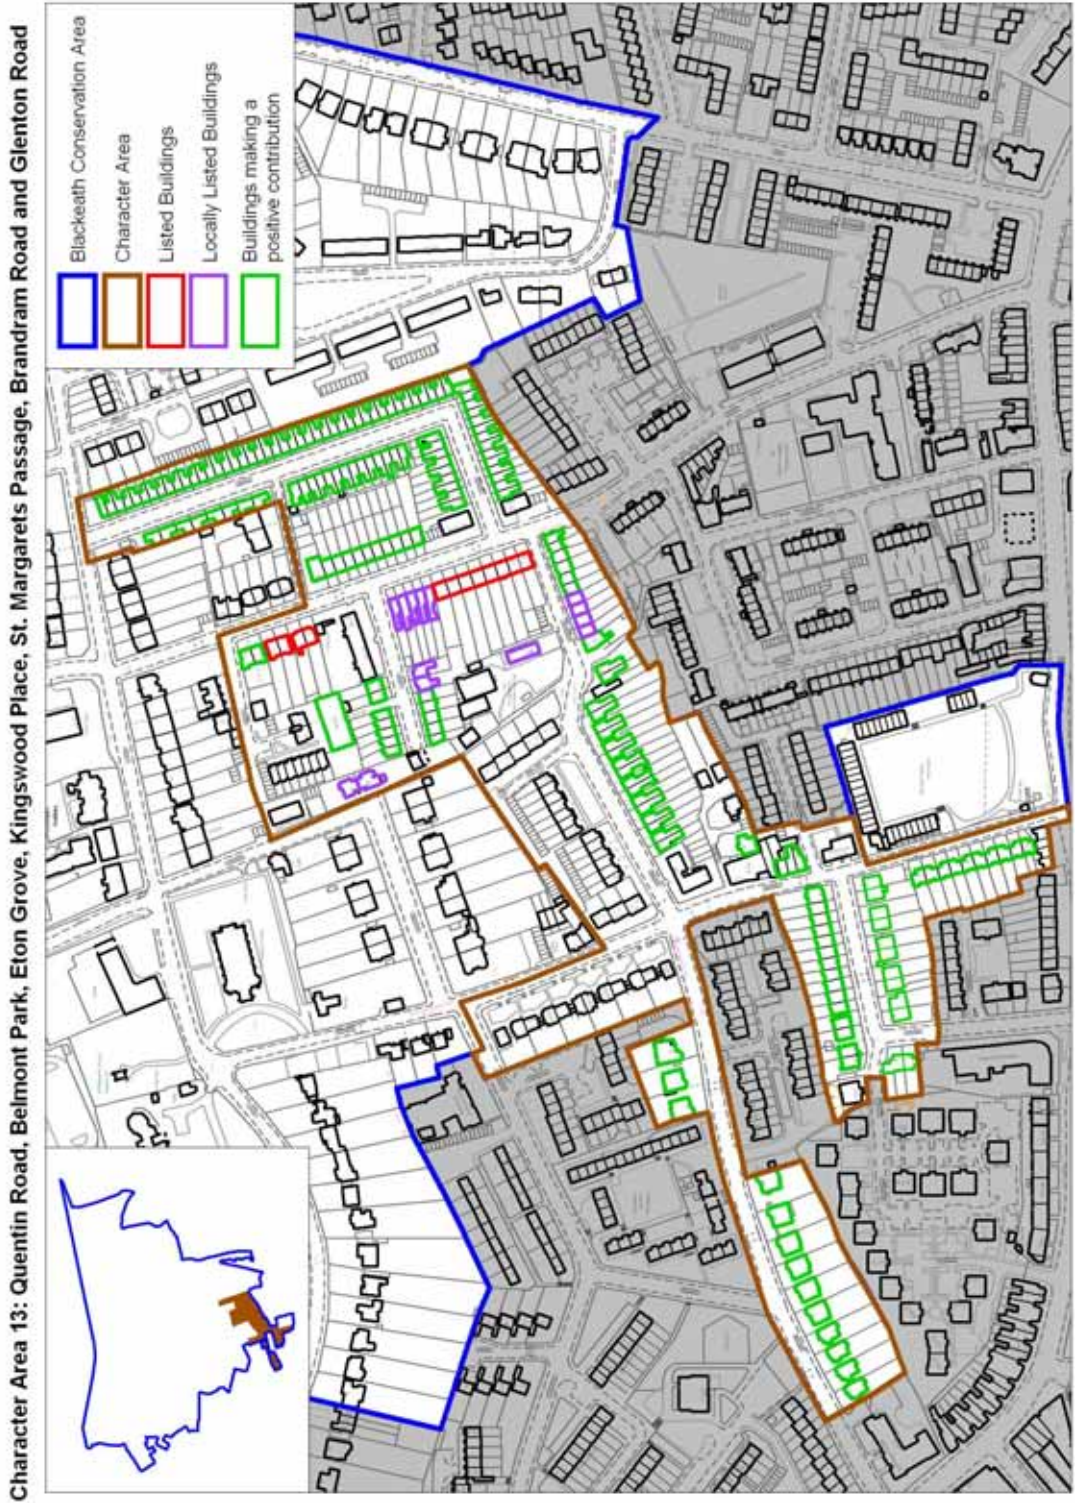 Character Area 13: Quentin Road, Belmont Park, Eton Grove, Kingswood Place, St. Margarets Passage, Brandram Road and Glenton Road
Blackeath Conservation Area
Character Area
Listed Buildings
Locally Listed Buildings
Buildings making a
positive contribution